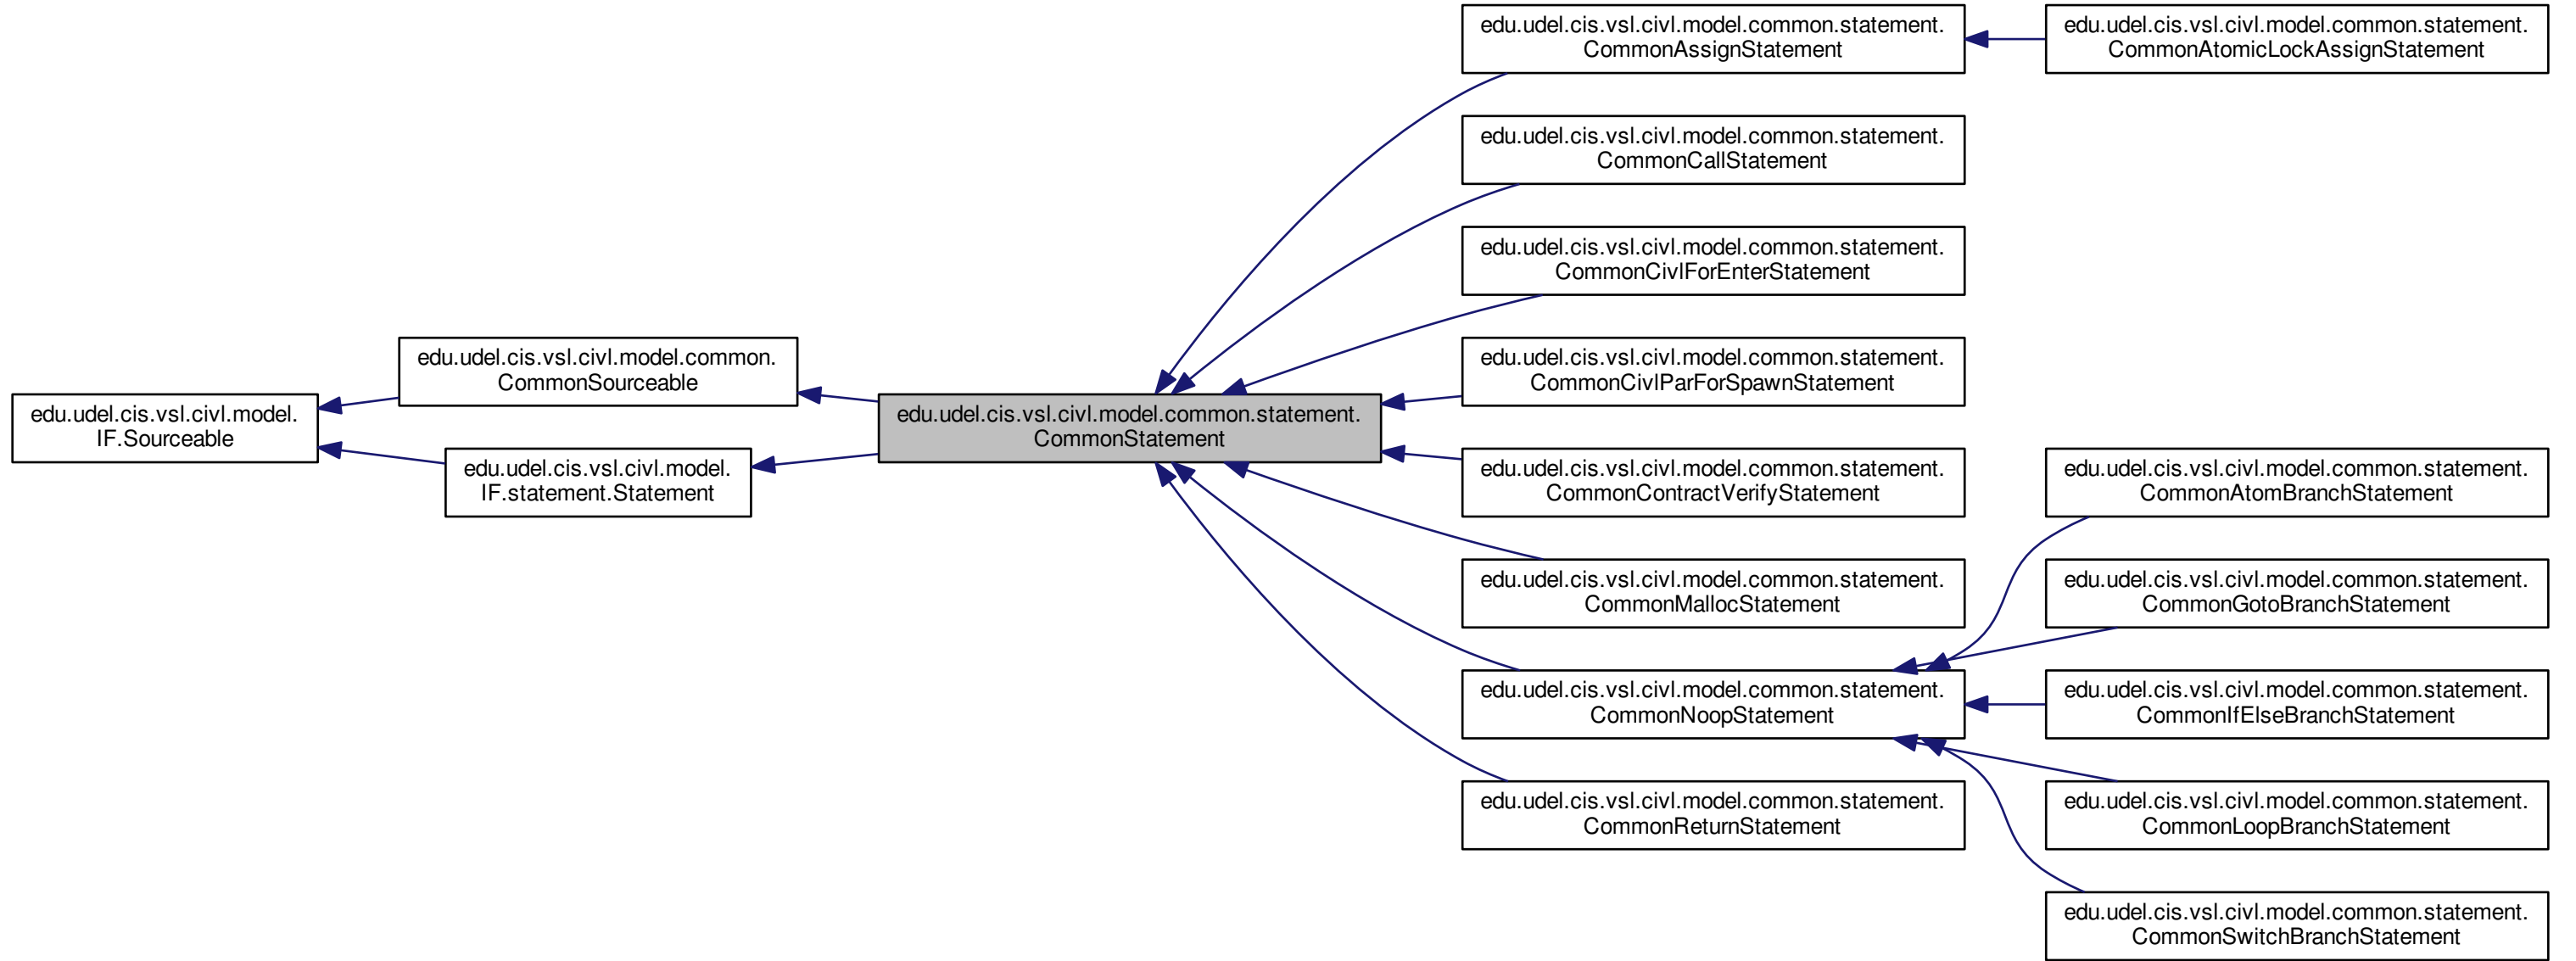 edu.udel.cis.vsl.civl.model.
IF.Sourceable
edu.udel.cis.vsl.civl.model.common.
CommonSourceable
edu.udel.cis.vsl.civl.model.
IF.statement.Statement
edu.udel.cis.vsl.civl.model.common.statement.
CommonStatement
edu.udel.cis.vsl.civl.model.common.statement.
CommonAssignStatement
edu.udel.cis.vsl.civl.model.common.statement.
CommonCallStatement
edu.udel.cis.vsl.civl.model.common.statement.
CommonCivlForEnterStatement
edu.udel.cis.vsl.civl.model.common.statement.
CommonCivlParForSpawnStatement
edu.udel.cis.vsl.civl.model.common.statement.
CommonContractVerifyStatement
edu.udel.cis.vsl.civl.model.common.statement.
CommonMallocStatement
edu.udel.cis.vsl.civl.model.common.statement.
CommonNoopStatement
edu.udel.cis.vsl.civl.model.common.statement.
CommonReturnStatement
edu.udel.cis.vsl.civl.model.common.statement.
CommonAtomicLockAssignStatement
edu.udel.cis.vsl.civl.model.common.statement.
CommonAtomBranchStatement
edu.udel.cis.vsl.civl.model.common.statement.
CommonGotoBranchStatement
edu.udel.cis.vsl.civl.model.common.statement.
CommonIfElseBranchStatement
edu.udel.cis.vsl.civl.model.common.statement.
CommonLoopBranchStatement
edu.udel.cis.vsl.civl.model.common.statement.
CommonSwitchBranchStatement